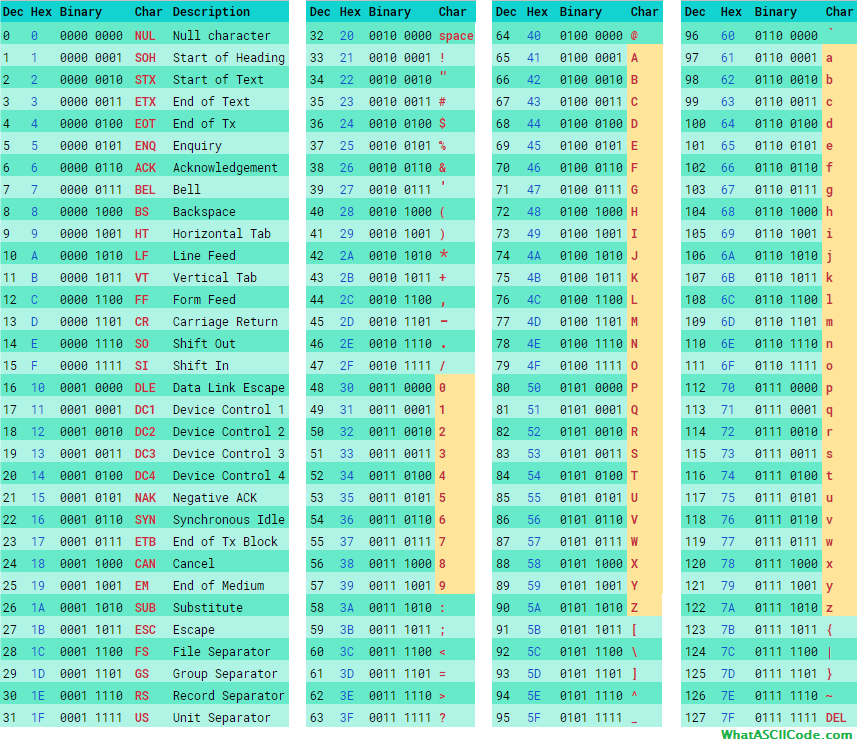 Dec Hex Binary Char Description
0 0 0000 0000 NUL Null character
1 1 0000 0001 SOH Start of Heading
2 2 0000 0010 STX Start of Text
3 3 0000 0011 ETX End of Text
4 4 0000 0100 EOT End of Tx
5 5 0000 0101 ENQ Enquiry
6 6 0000 0110 ACK Acknowledgement
7 7 0000 0111 BEL Bell
8 8 0000 1000 BS Backspace
9 9 0000 1001 HT Horizontal Tab
10 A 0000 1010 LF Line Feed
11 B 0000 1011 VT Vertical Tab
12 C 0000 1100 FF Form Feed
13 D 0000 1101 CR Carriage Return
14 E 0000 1110 SO Shift Out
15 F 0000 1111 SI Shift In
16 10 0001 0000 DLE Data Link Escape
17 11 0001 0001 DC1 Device Control 1
18 12 0001 0010 DC2 Device Control 2
19 13 0001 0011 DC3 Device Control 3
20 14 0001 0100 DC4 Device Control 4
21 15 0001 0101 NAK Negative ACK
22 16 0001 0110 SYN Synchronous Idle
23 17 0001 0111 ETB End of Tx Block
24 18 0001 1000 CAN Cancel
25 19 0001 1001 EM End of Medium
26 1A 0001 1010 SUB Substitute
27 1B 0001 1011 ESC Escape
28 1C 0001 1100 FS File Separator
29 1D 0001 1101 GS Group Separator
30 1E 0001 1110 RS Record Separator
31 1F 0001 1111 US Unit Separator
Dec Hex Binary Char
32 20 0010 0000 space
33 21 0010 0001 !
34 22 0010 0010 "
35 23 0010 0011 #
36 24 0010 0100 $
37 25 0010 0101 %
38 26 0010 0110 &
39 27 0010 0111 '
40 28 0010 1000 (
41 29 0010 1001 )
42 2A 0010 1010 *
43 2B 0010 1011 +
44 2C 0010 1100 ,
45 2D 0010 1101 -
46 2E 0010 1110 .
47 2F 0010 1111 /
48 30 0011 0000 0
49 31 0011 0001 1
50 32 0011 0010 2
51 33 0011 0011 3
52 34 0011 0100 4
53 35 0011 0101 5
54 36 0011 0110 6
55 37 0011 0111 7
56 38 0011 1000 8
57 39 0011 1001 9
58 3A 0011 1010 :
59 3B 0011 1011 ;
60 3C 0011 1100 <
61 3D 0011 1101 =
62 3E 0011 1110 >
63 3F 0011 1111 ?
Dec Hex Binary Char
64 40 0100 0000 @
65 41 0100 0001 A
66 42 0100 0010 B
67 43 0100 0011 C
68 44 0100 0100 D
69 45 0100 0101 E
70 46 0100 0110 F
71 47 0100 0111 G
72 48 0100 1000 H
73 49 0100 1001 I
74 4A 0100 1010 J
75 4B 0100 1011 K
76 4C 0100 1100 L
77 4D 0100 1101 M
78 4E 0100 1110 N
79 4F 0100 1111 O
80 50 0101 0000 P
81 51 0101 0001 Q
82 52 0101 0010 R
83 53 0101 0011 S
84 54 0101 0100 T
85 55 0101 0101 U
86 56 0101 0110 V
87 57 0101 0111 W
88 58 0101 1000 X
89 59 0101 1001 Y
90 5A 0101 1010 Z
91 5B 0101 1011 [
92 5C 0101 1100 \
93 5D 0101 1101 ]
94 5E 0101 1110 ^
95 5F 0101 1111 _
Dec Hex Binary Char
96 60 0110 0000 `
97 61 0110 0001 a
98 62 0110 0010 b
99 63 0110 0011 c
100 64 0110 0100 d
101 65 0110 0101 e
102 66 0110 0110 f
103 67 0110 0111 g
104 68 0110 1000 h
105 69 0110 1001 i
106 6A 0110 1010 j
107 6B 0110 1011 k
108 6C 0110 1100 l
109 6D 0110 1101 m
110 6E 0110 1110 n
111 6F 0110 1111 o
112 70 0111 0000 p
113 71 0111 0001 q
114 72 0111 0010 r
115 73 0111 0011 s
116 74 0111 0100 t
117 75 0111 0101 u
118 76 0111 0110 v
119 77 0111 0111 w
120 78 0111 1000 x
121 79 0111 1001 y
122 7A 0111 1010 z
123 7B 0111 1011 {
124 7C 0111 1100 |
125 7D 0111 1101 }
126 7E 0111 1110 ~
127 7F 0111 1111 DEL
WhatASCIICode.com